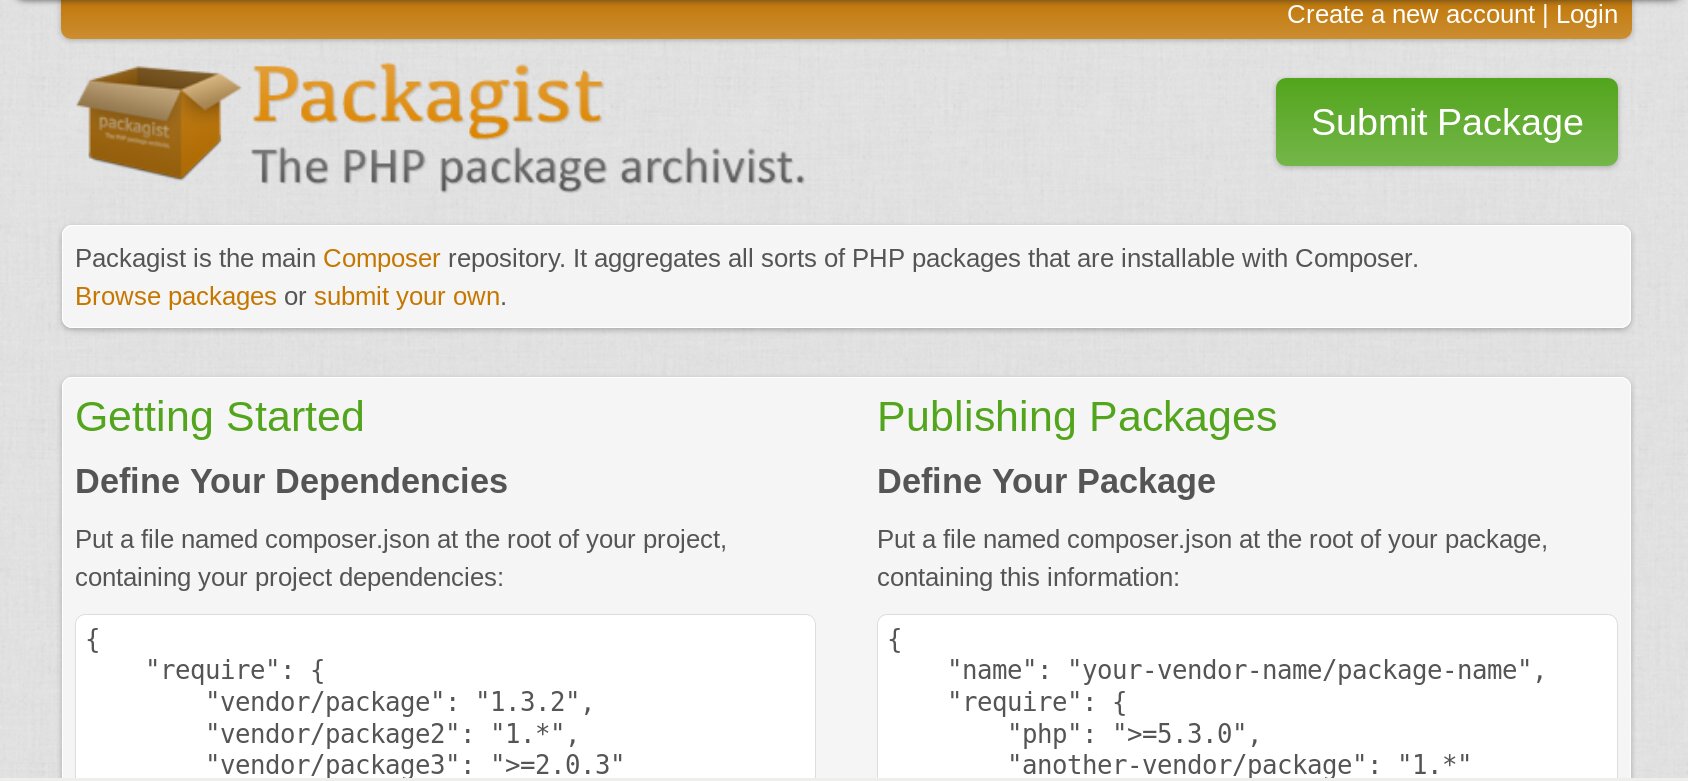 Create a new account | Login
packagist
The PHP package archivist.
Packagist
The PHP package archivist.
Submit Package
Packagist is the main Composer repository. It aggregates all sorts of PHP packages that are installable with Composer.
Browse packages or submit your own.
Getting Started
Define Your Dependencies
Put a file named composer.json at the root of your project,
containing your project dependencies:
{
    "require": {
        "vendor/package": "1.3.2",
        "vendor/package2": "1.*",
        "vendor/package3": ">=2.0.3"
Publishing Packages
Define Your Package
Put a file named composer.json at the root of your package,
containing this information:
{
    "name": "your-vendor-name/package-name",
    "require": {
        "php": ">=5.3.0",
        "another-vendor/package": "1.*"